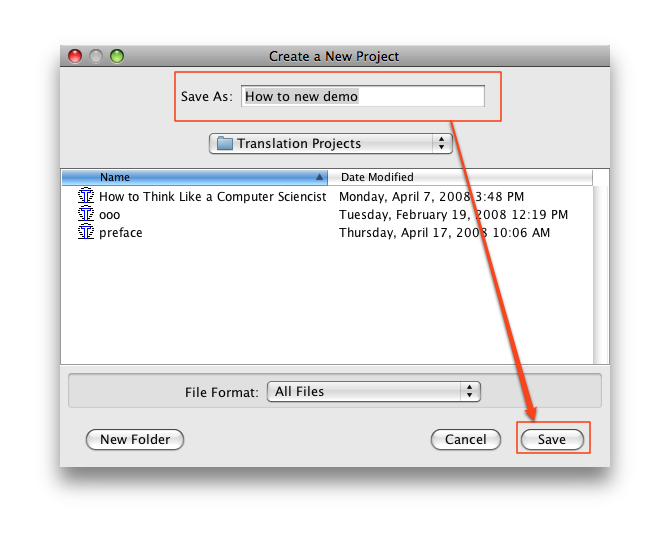 Create a New Project
Save As: How to new demo
Translation Projects
Name Date Modified
How to Think Like a Computer Sciencist Monday, April 7, 2008 3:48 PM
ooo Tuesday, February 19, 2008 12:19 PM
preface Thursday, April 17, 2008 10:06 AM
File Format: All Files
New Folder Cancel Save